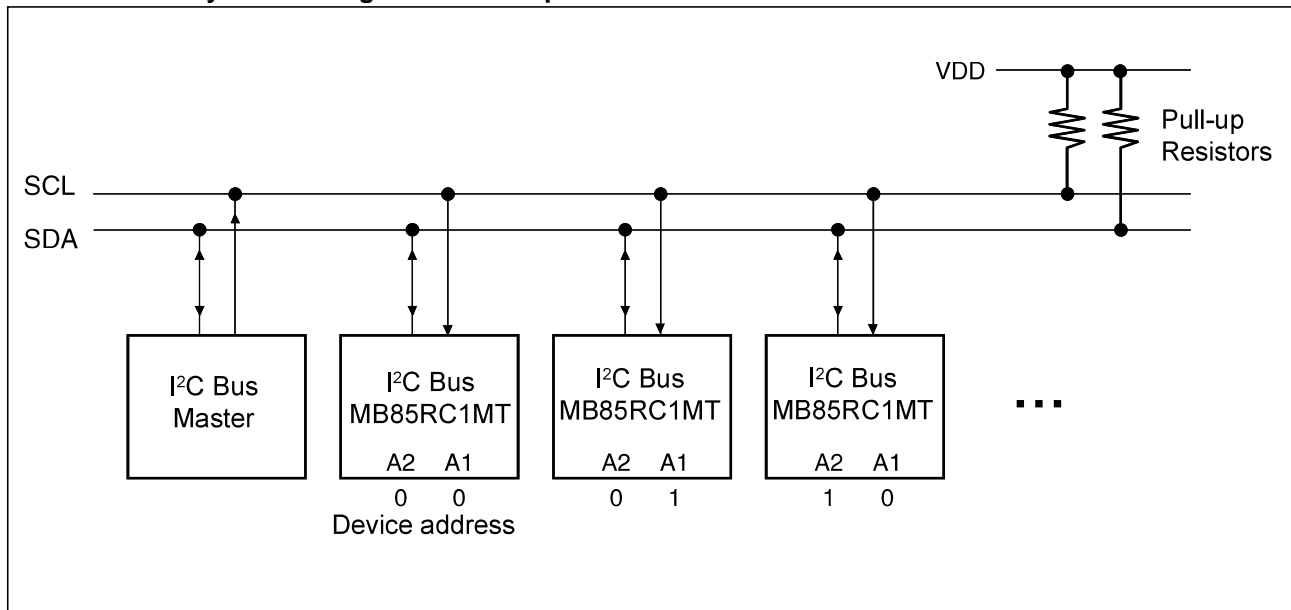 VDD
Pull-up
Resistors
SCL
SDA
I²C Bus
Master
I²C Bus
MB85RC1MT
A2 A1
0 0
Device address
I²C Bus
MB85RC1MT
A2 A1
0 1
I²C Bus
MB85RC1MT
A2 A1
1 0
...